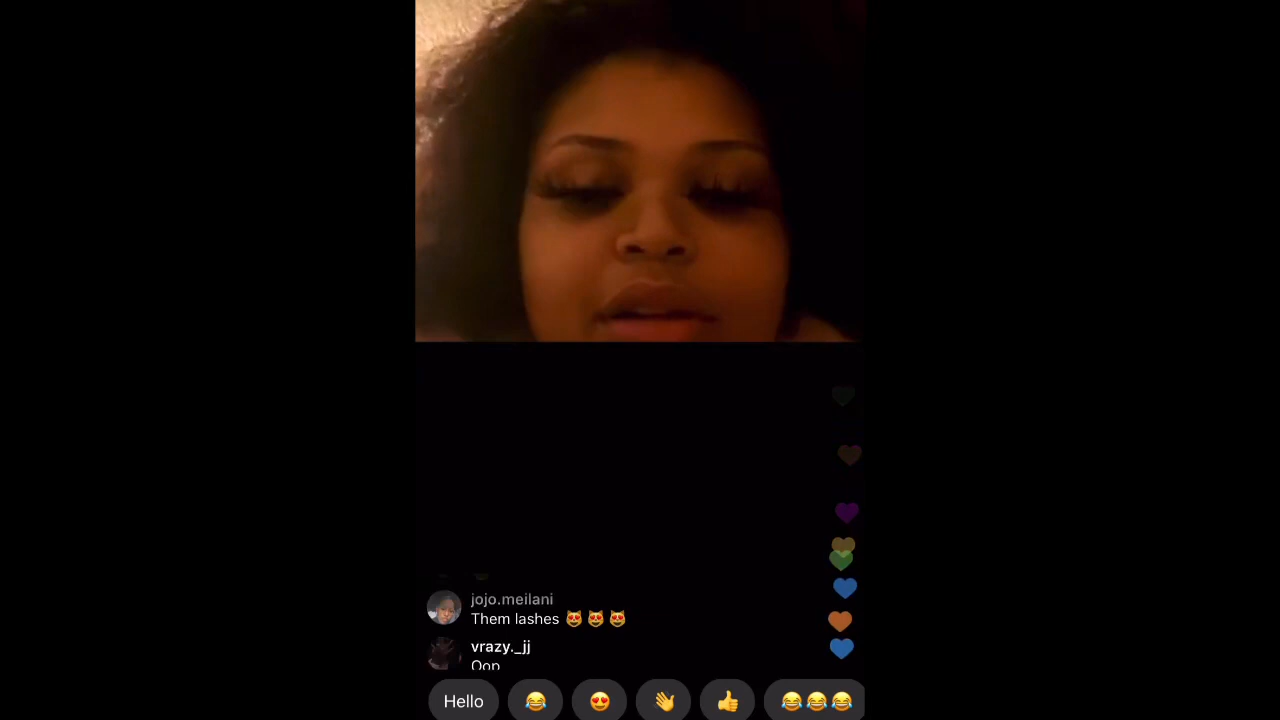 jojo.meilani
Them lashes 😻 😻 😻
vrazy._jj
Oop
Hello 😂 😍 👋 👍 😂😂😂